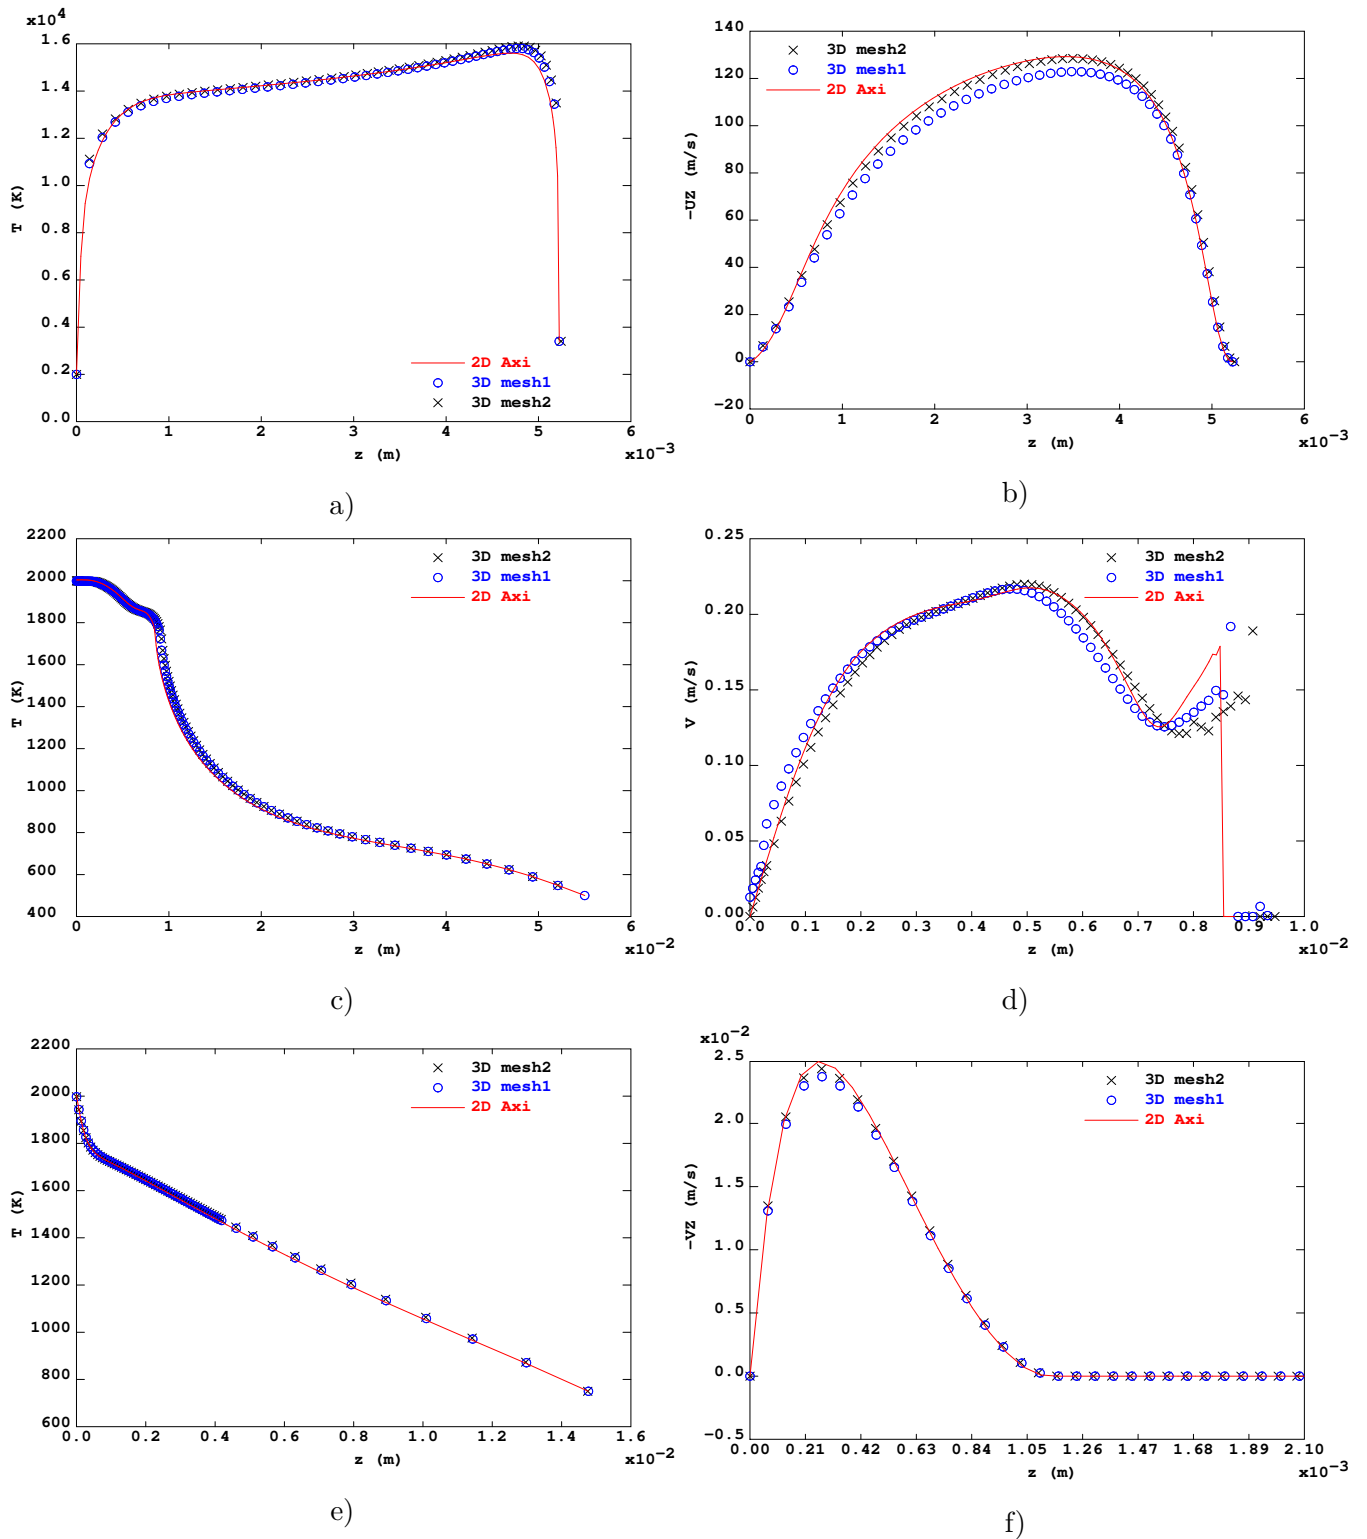 x10⁴
1.6
1.4
1.2
1.0
0.8
0.6
0.4
0.2
0.0
T (K)
2D Axi
3D mesh1
3D mesh2
0 1 2 3 4 5 6
z (m)
x10⁻³
a)
140
120
100
80
60
40
20
0
−20
−UZ (m/s)
3D mesh2
3D mesh1
2D Axi
0 1 2 3 4 5 6
z (m)
x10⁻³
b)
2200
2000
1800
1600
1400
1200
1000
800
600
400
T (K)
3D mesh2
3D mesh1
2D Axi
0 1 2 3 4 5 6
z (m)
x10⁻²
c)
0.25
0.20
0.15
0.10
0.05
0.00
V (m/s)
3D mesh2
3D mesh1
2D Axi
0.0 0.1 0.2 0.3 0.4 0.5 0.6 0.7 0.8 0.9 1.0
z (m)
x10⁻²
d)
2200
2000
1800
1600
1400
1200
1000
800
600
T (K)
3D mesh2
3D mesh1
2D Axi
0.0 0.2 0.4 0.6 0.8 1.0 1.2 1.4 1.6
z (m)
x10⁻²
e)
x10⁻²
2.5
2.0
1.5
1.0
0.5
0.0
−0.5
−VZ (m/s)
3D mesh2
3D mesh1
2D Axi
0.00 0.21 0.42 0.63 0.84 1.05 1.26 1.47 1.68 1.89 2.10
z (m)
x10⁻³
f)